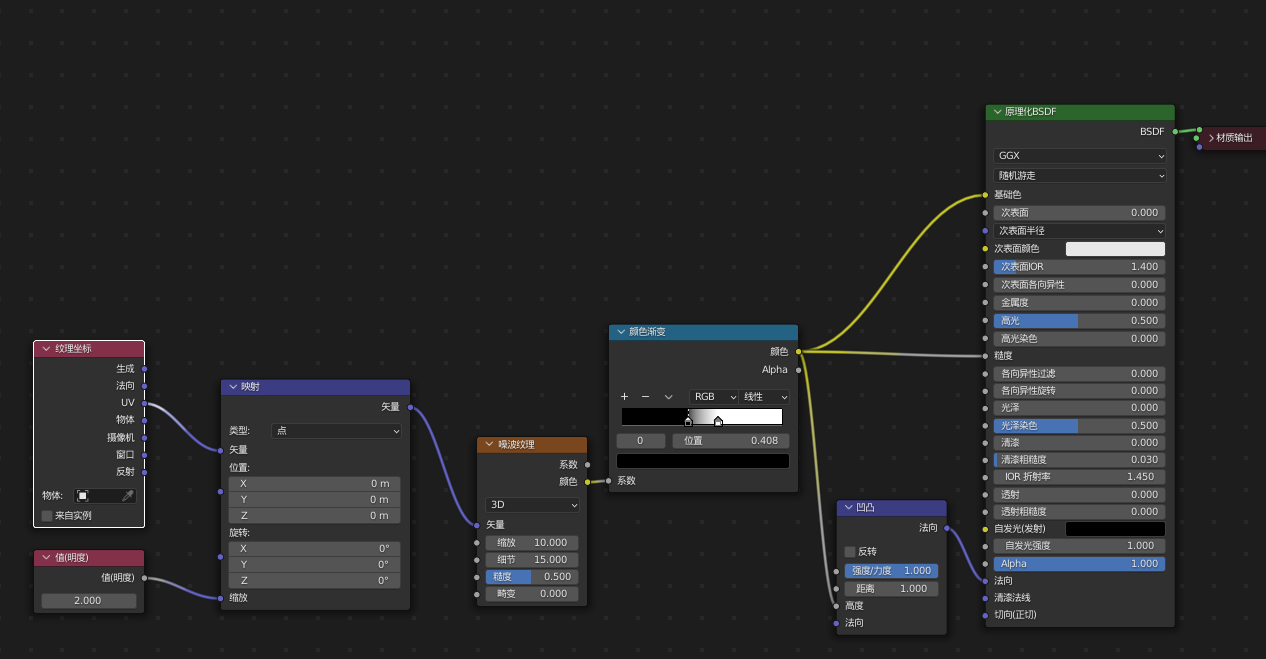 纹理坐标
生成
法向
UV
物体
摄像机
窗口
反射
物体:
来自实例
值(明度)
值(明度)
2.000
映射
矢量
类型:
点
矢量
位置:
X 0 m
Y 0 m
Z 0 m
旋转:
X 0°
Y 0°
Z 0°
缩放
噪波纹理
系数
颜色
3D
矢量
缩放 10.000
细节 15.000
糙度 0.500
畸变 0.000
颜色渐变
颜色
Alpha
+ − RGB 线性
0 位置 0.408
系数
凹凸
法向
反转
强度/力度 1.000
距离 1.000
高度
法向
原理化BSDF
BSDF
GGX
随机游走
基础色
次表面 0.000
次表面半径
次表面颜色
次表面IOR 1.400
次表面各向异性 0.000
金属度 0.000
高光 0.500
高光染色 0.000
糙度
各向异性过滤 0.000
各向异性旋转 0.000
光泽 0.000
光泽染色 0.500
清漆 0.000
清漆粗糙度 0.030
IOR 折射率 1.450
透射 0.000
透射粗糙度 0.000
自发光(发射)
自发光强度 1.000
Alpha 1.000
法向
清漆法线
切向(正切)
材质输出